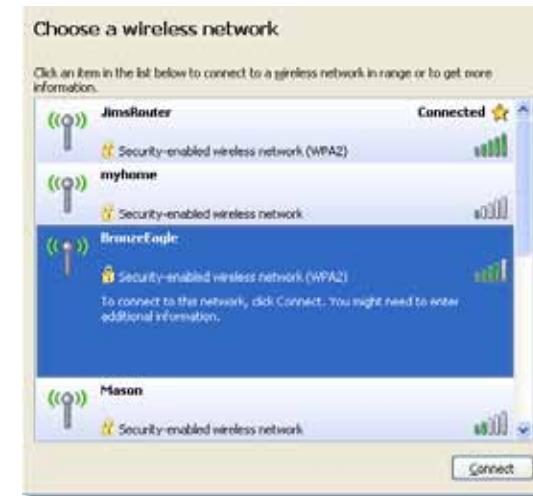 Choose a wireless network
Click an item in the list below to connect to a wireless network in range or to get more
information.
JimsRouter Connected
Security-enabled wireless network (WPA2)
myhome
Security-enabled wireless network
BronzeEagle
Security-enabled wireless network (WPA2)
To connect to this network, click Connect. You might need to enter
additional information.
Mason
Security-enabled wireless network
Connect